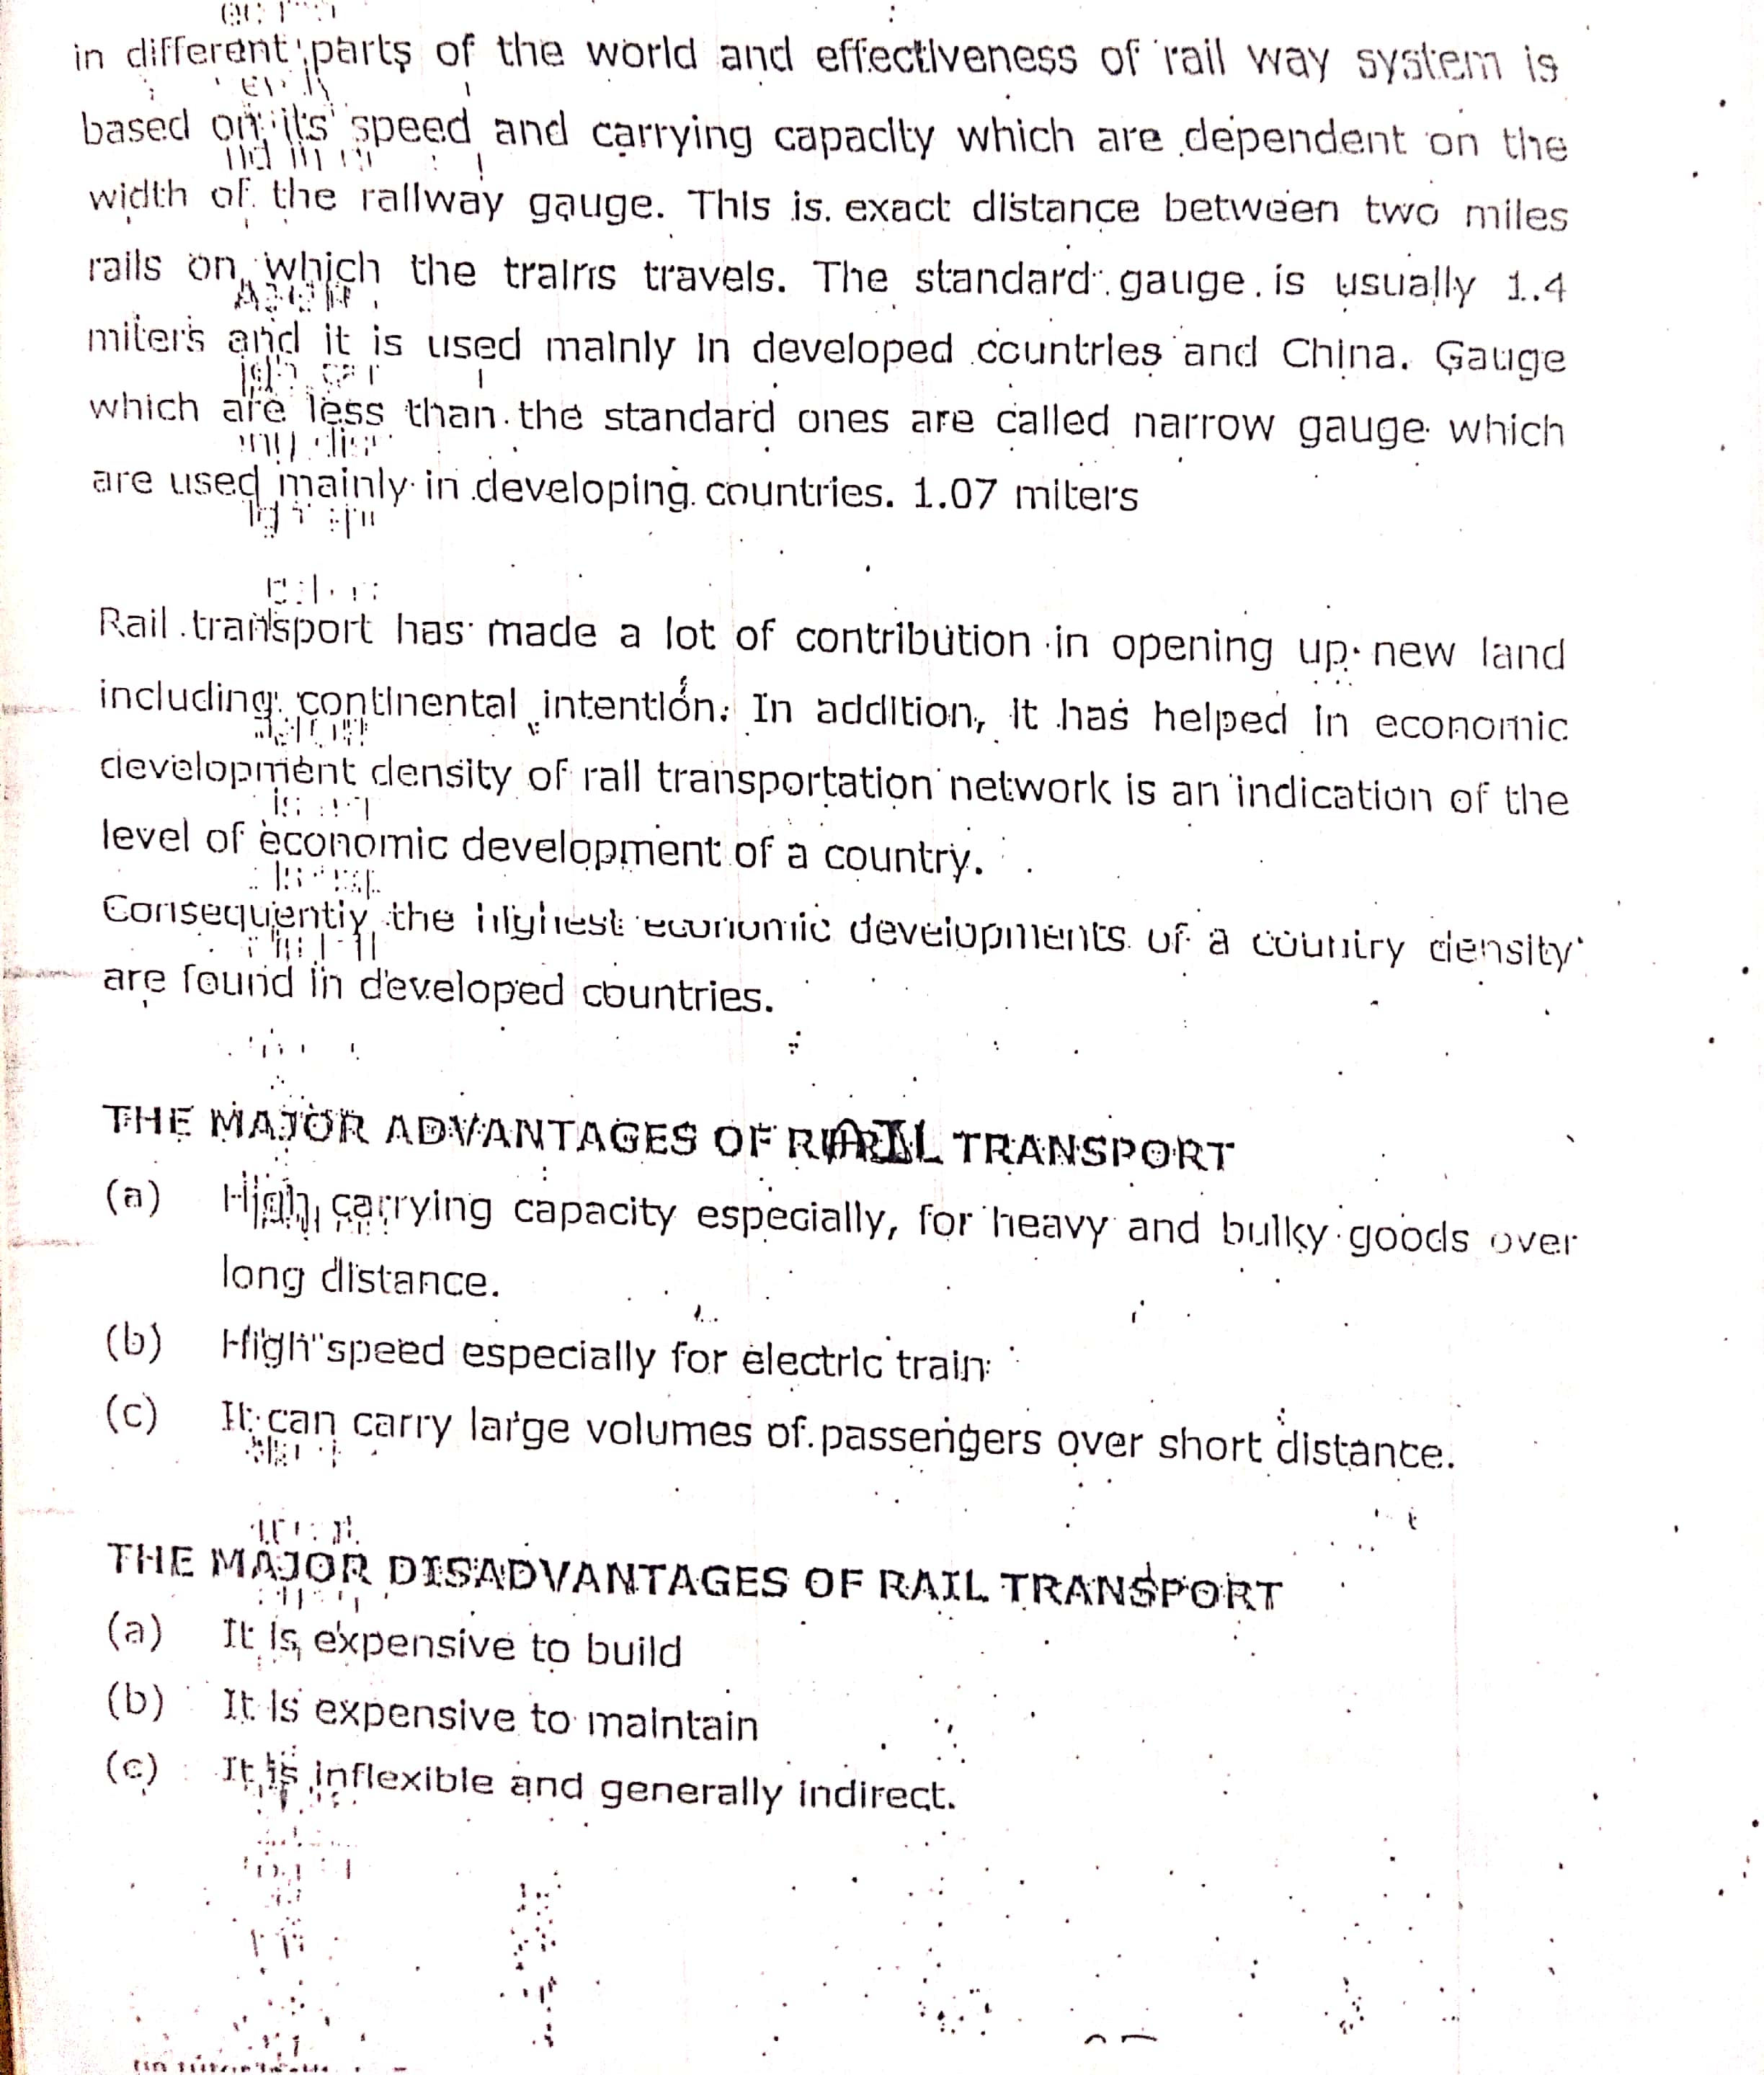 in different parts of the world and effectiveness of rail way system is
based on its speed and carrying capacity which are dependent on the
width of the railway gauge. This is exact distance between two miles
rails on which the trains travels. The standard gauge is usually 1.4
miters and it is used mainly in developed countries and China. Gauge
which are less than the standard ones are called narrow gauge which
are used mainly in developing countries. 1.07 miters
Rail transport has made a lot of contribution in opening up new land
including continental intention. In addition, it has helped in economic
development density of rail transportation network is an indication of the
level of economic development of a country.
Consequently the highest economic developments of a country density
are found in developed countries.
THE MAJOR ADVANTAGES OF RAIL TRANSPORT
(a) High carrying capacity especially, for heavy and bulky goods over
long distance.
(b) High speed especially for electric train
(c) It can carry large volumes of passengers over short distance.
THE MAJOR DISADVANTAGES OF RAIL TRANSPORT
(a) It is expensive to build
(b) It is expensive to maintain
(c) It is inflexible and generally indirect.